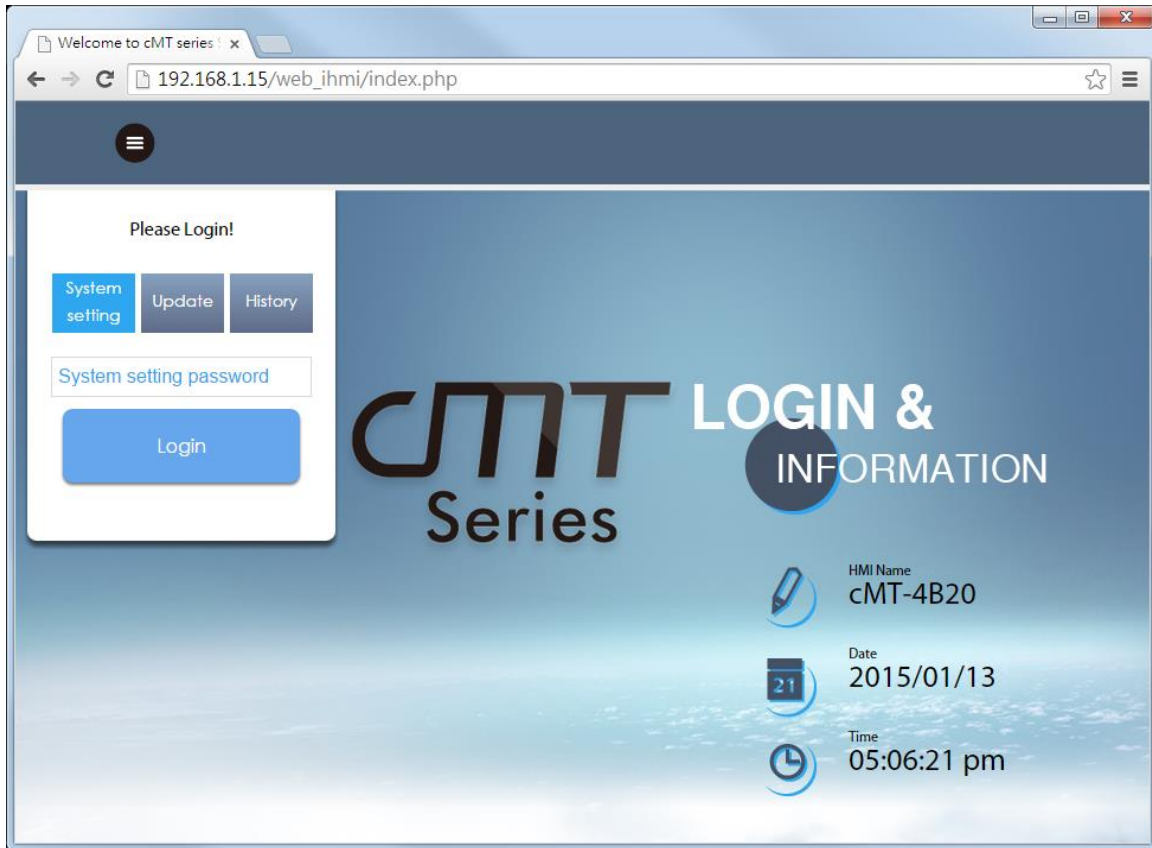 Welcome to cMT series
192.168.1.15/web_ihmi/index.php
Please Login!
System setting
Update
History
System setting password
Login
cMT
Series
LOGIN &
INFORMATION
HMI Name
cMT-4B20
Date
21
2015/01/13
Time
05:06:21 pm